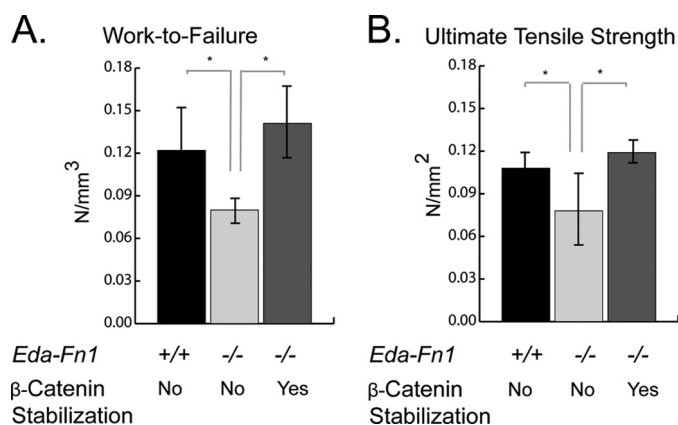 A.
Work-to-Failure
* *
0.18
0.15
0.12
0.09
0.06
0.03
0.00
N/mm3
Eda-Fn1 +/+ -/- -/-
β-Catenin No No Yes
Stabilization
B.
Ultimate Tensile Strength
* *
0.18
0.15
0.12
0.09
0.06
0.03
0.00
N/mm2
Eda-Fn1 +/+ -/- -/-
β-Catenin No No Yes
Stabilization